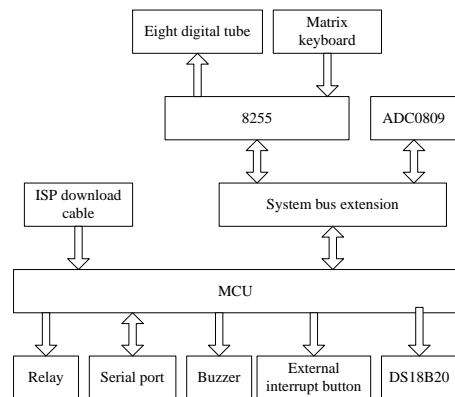 Eight digital tube
Matrix
keyboard
8255
ADC0809
ISP download
cable
System bus extension
MCU
Relay
Serial port
Buzzer
External
interrupt button
DS18B20